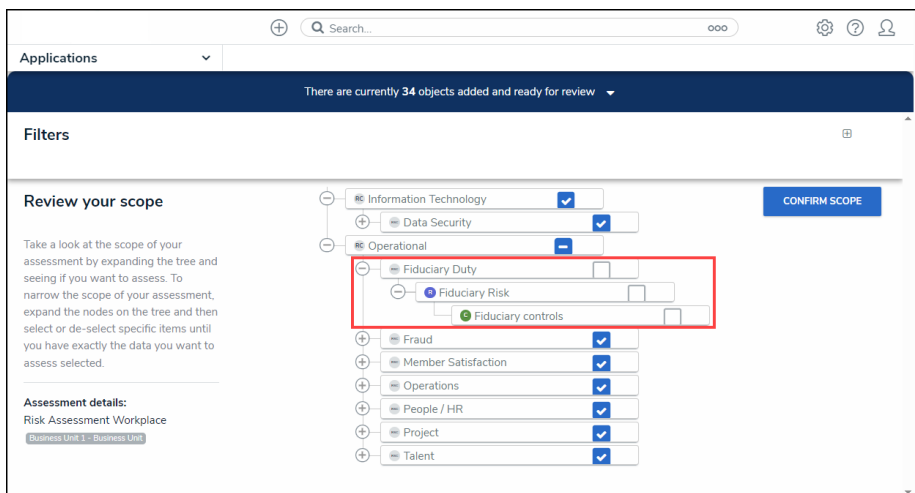 Search...
ooo
Applications
There are currently 34 objects added and ready for review
Filters
Review your scope
CONFIRM SCOPE
Take a look at the scope of your
assessment by expanding the tree and
seeing if you want to assess. To
narrow the scope of your assessment,
expand the nodes on the tree and then
select or de-select specific items until
you have exactly the data you want to
assess selected.
Assessment details:
Risk Assessment Workplace
Business Unit 1 - Business Unit
RC Information Technology
Data Security
RC Operational
Fiduciary Duty
R Fiduciary Risk
C Fiduciary controls
Fraud
Member Satisfaction
Operations
People / HR
Project
Talent